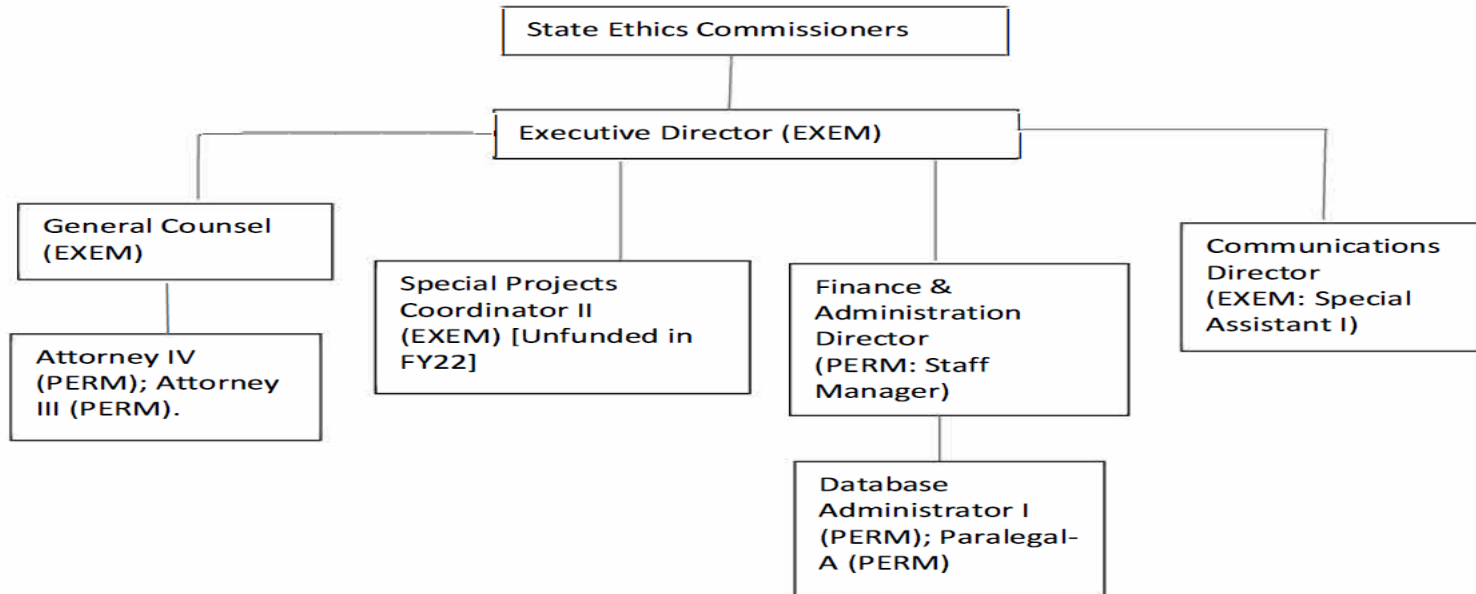 State Ethics Commissioners
Executive Director (EXEM)
General Counsel
(EXEM)
Attorney IV
(PERM); Attorney
III (PERM).
Special Projects
Coordinator II
(EXEM) [Unfunded in
FY22]
Finance &
Administration
Director
(PERM: Staff
Manager)
Database
Administrator I
(PERM); Paralegal-
A (PERM)
Communications
Director
(EXEM: Special
Assistant I)